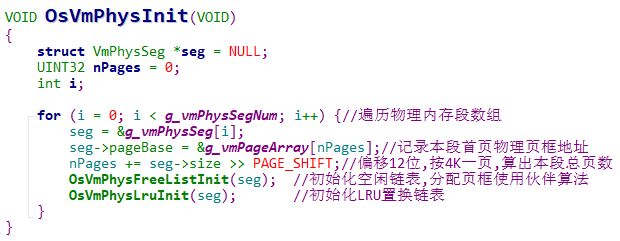 VOID OsVmPhysInit(VOID)
{
    struct VmPhysSeg *seg = NULL;
    UINT32 nPages = 0;
    int i;

    for (i = 0; i < g_vmPhysSegNum; i++) {//遍历物理内存段数组
        seg = &g_vmPhysSeg[i];
        seg->pageBase = &g_vmPageArray[nPages];//记录本段首页物理页框地址
        nPages += seg->size >> PAGE_SHIFT;//偏移12位,按4K一页,算出本段总页数
        OsVmPhysFreeListInit(seg);  //初始化空闲链表,分配页框使用伙伴算法
        OsVmPhysLruInit(seg);       //初始化LRU置换链表
    }
}